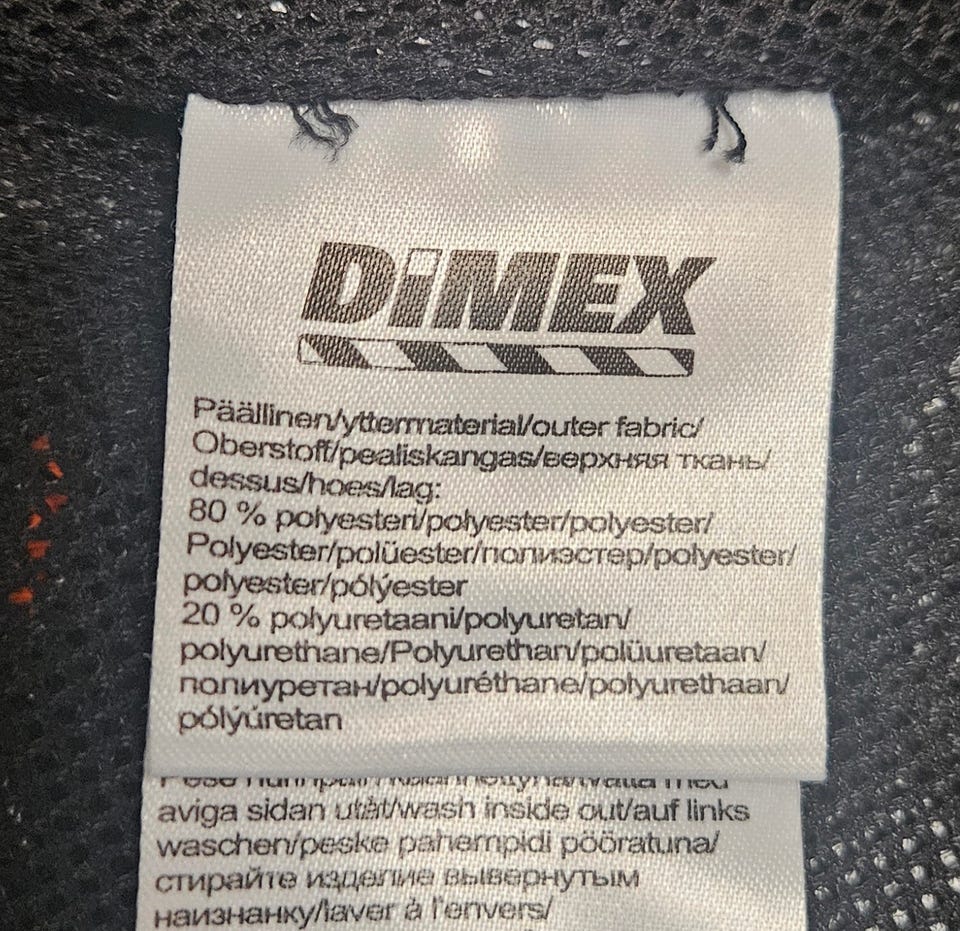 DiMEX
Päällinen/yttermaterial/outer fabric/
Oberstoff/pealiskangas/верхняя ткань/
dessus/hoes/lag:
80 % polyesteri/polyester/polyester/
Polyester/polüester/полиэстер/polyester/
polyester/pólýester
20 % polyuretaani/polyuretan/
polyurethane/Polyurethan/polüuretaan/
полиуретан/polyuréthane/polyurethaan/
pólýúretan
aviga sidan utåt/wash inside out/auf links
waschen/peske pahempidi pööratuna/
стирайте изделие вывернутым
наизнанку/laver à l'envers/